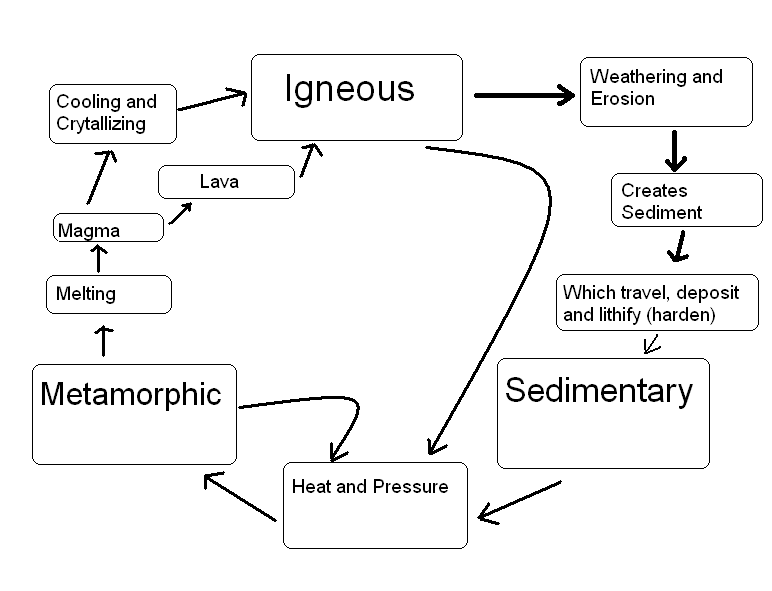 Igneous
Weathering and
Erosion
Creates
Sediment
Which travel, deposit
and lithify (harden)
Sedimentary
Heat and Pressure
Metamorphic
Melting
Magma
Lava
Cooling and
Crytallizing